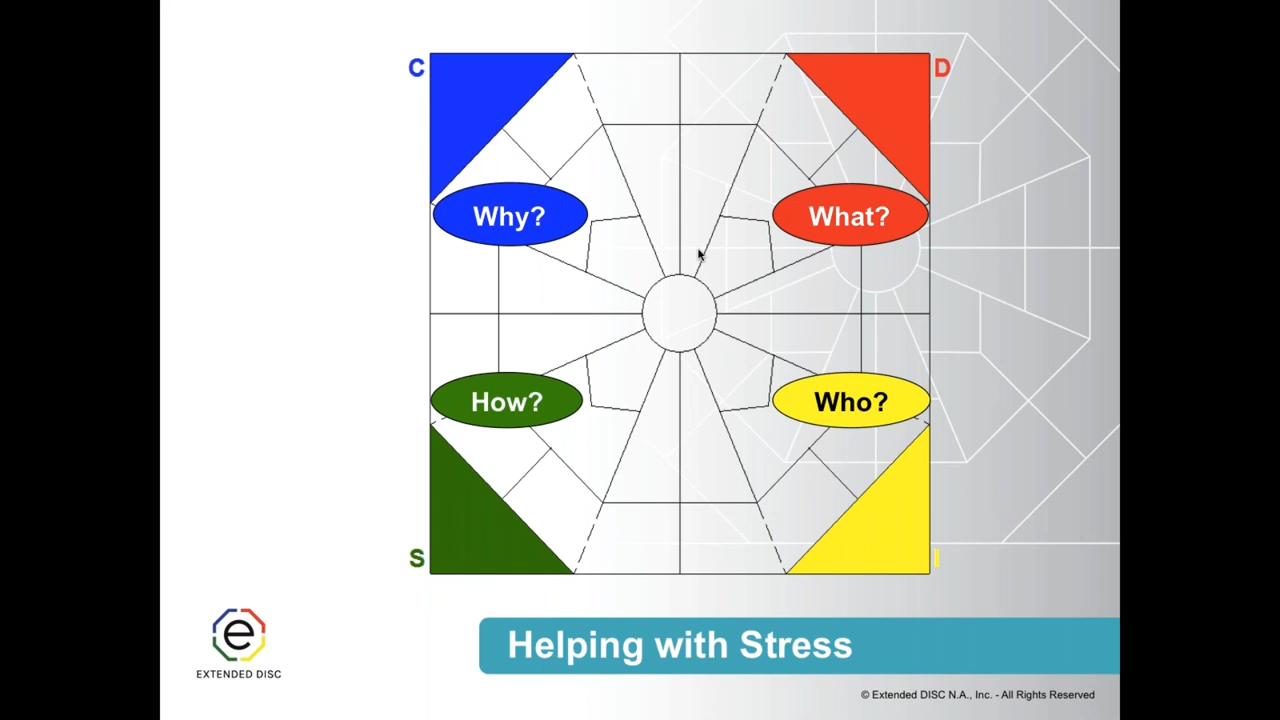 C
D
Why?
What?
How?
Who?
S
I
e
EXTENDED DISC
Helping with Stress
© Extended DISC N.A., Inc. - All Rights Reserved